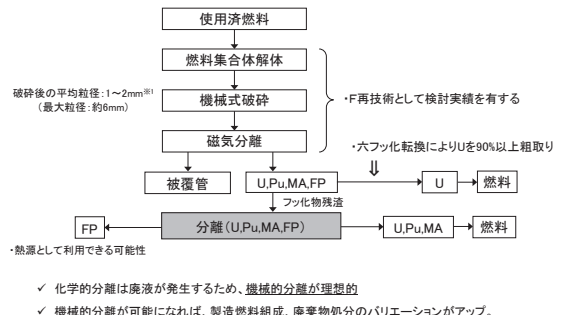 使用済燃料
燃料集合体解体
破砕後の平均粒径：1～2mm※1
（最大粒径：約6mm）
機械式破砕
・F再技術として検討実績を有する
磁気分離
・六フッ化転換によりUを90％以上粗取り
⇓
被覆管
U,Pu,MA,FP
U
燃料
フッ化物残渣
FP
分離（U,Pu,MA,FP）
U,Pu,MA
燃料
・熱源として利用できる可能性
✓ 化学的分離は廃液が発生するため、機械的分離が理想的
✓ 機械的分離が可能になれば、製造燃料組成、廃棄物処分のバリエーションがアップ。